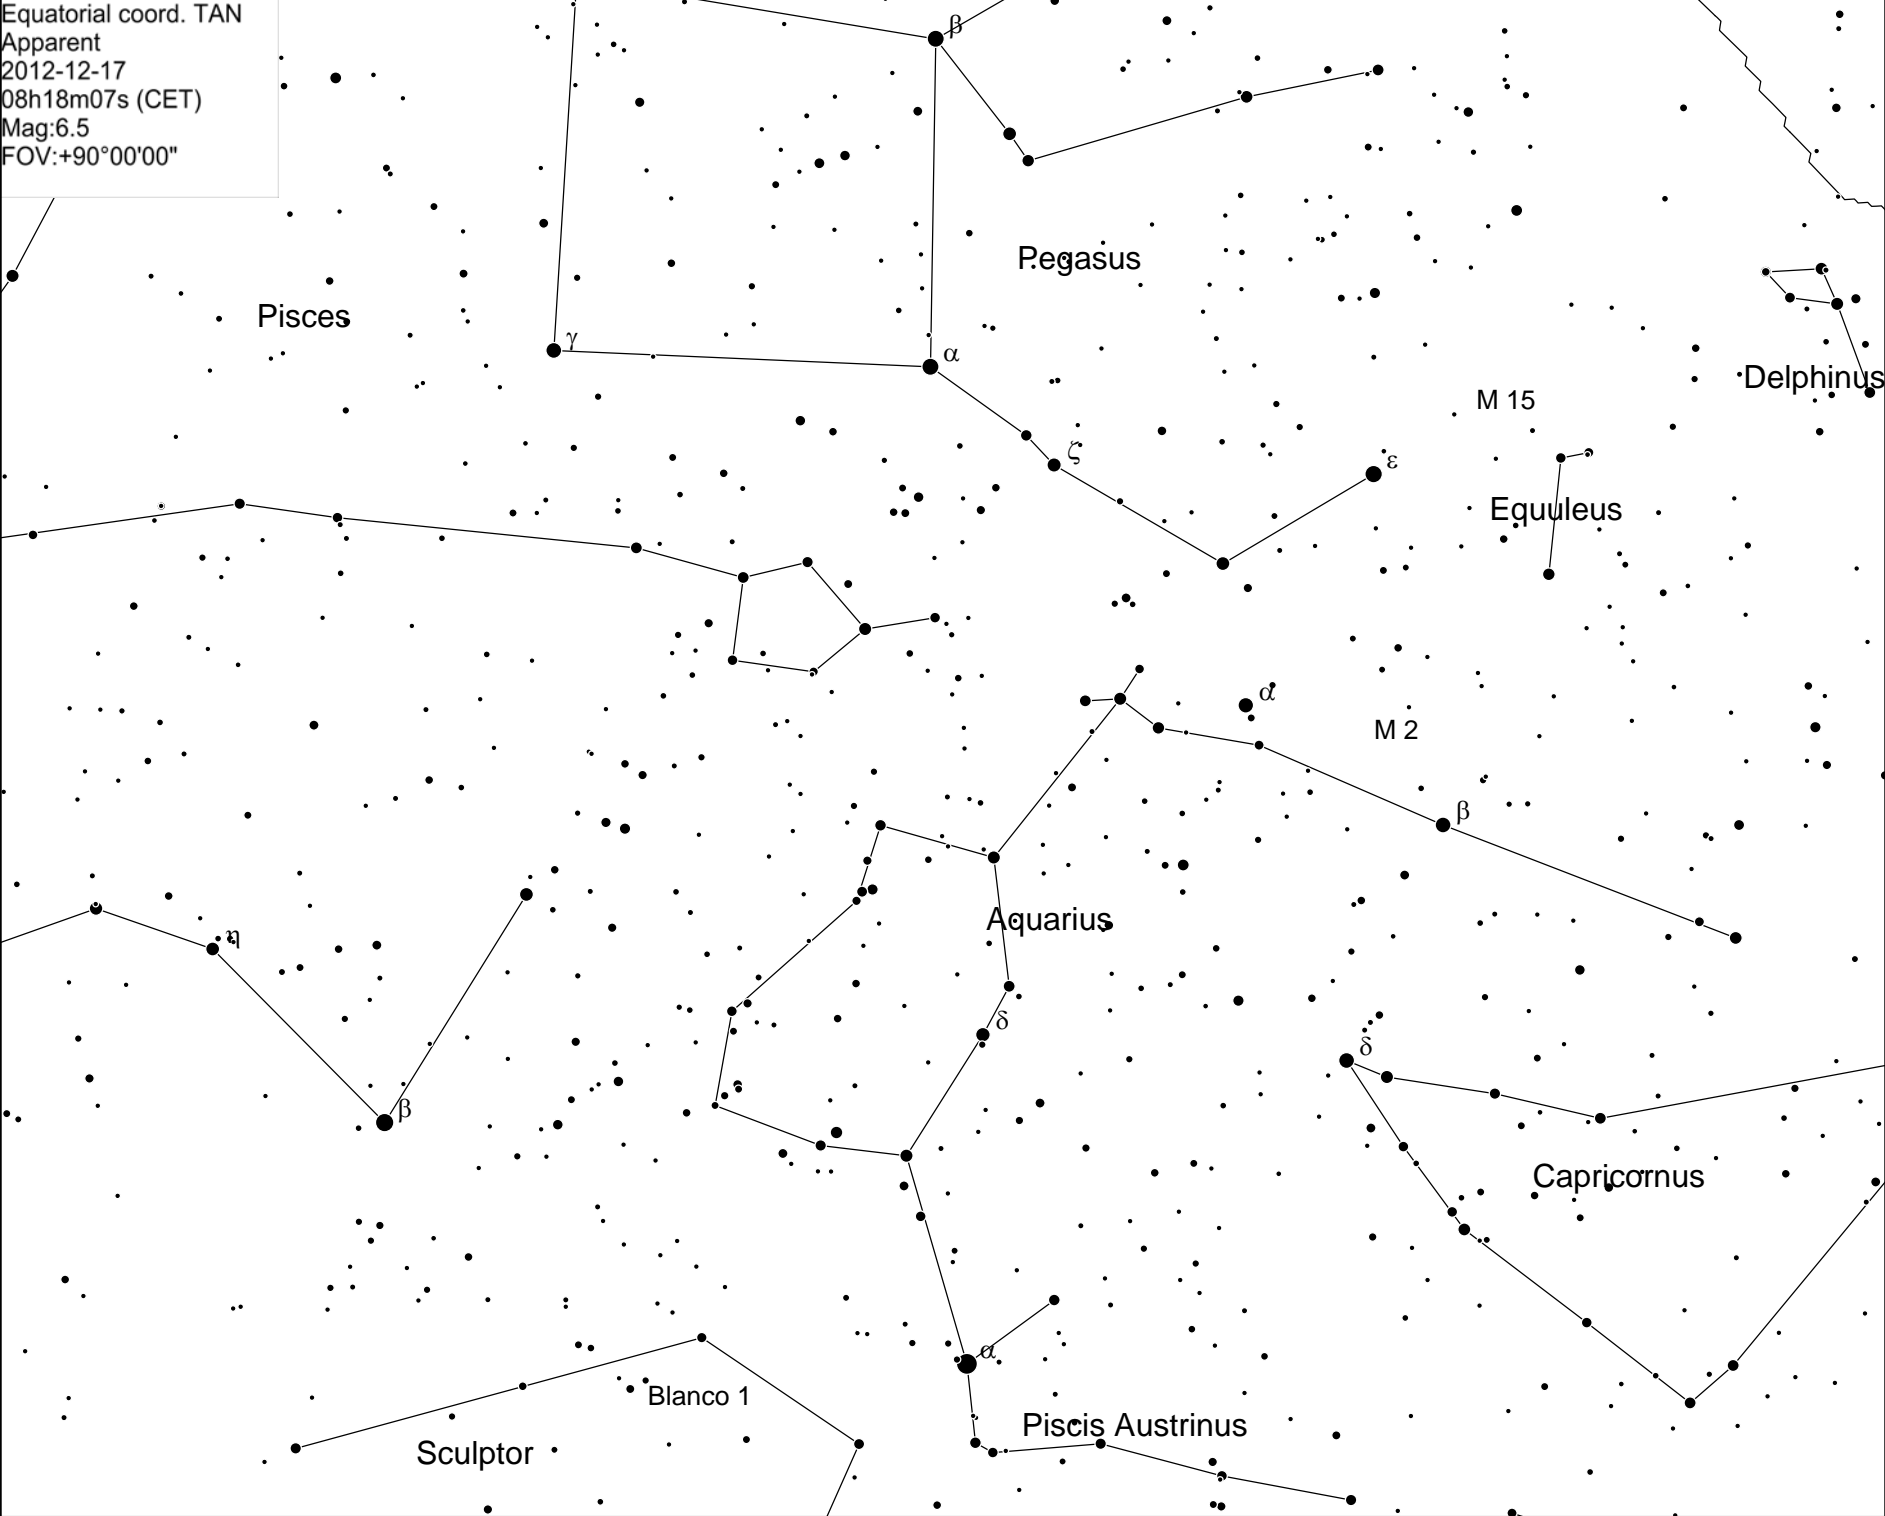 Equatorial coord. TAN
Apparent
2012-12-17
08h18m07s (CET)
Mag:6.5
FOV:+90°00'00"
β
Pegasus
Pisces
γ
α
Delphinus
M 15
ζ
ε
Equuleus
α
M 2
β
Aquarius
η
δ
δ
β
Capricornus
α
Blanco 1
Piscis Austrinus
Sculptor